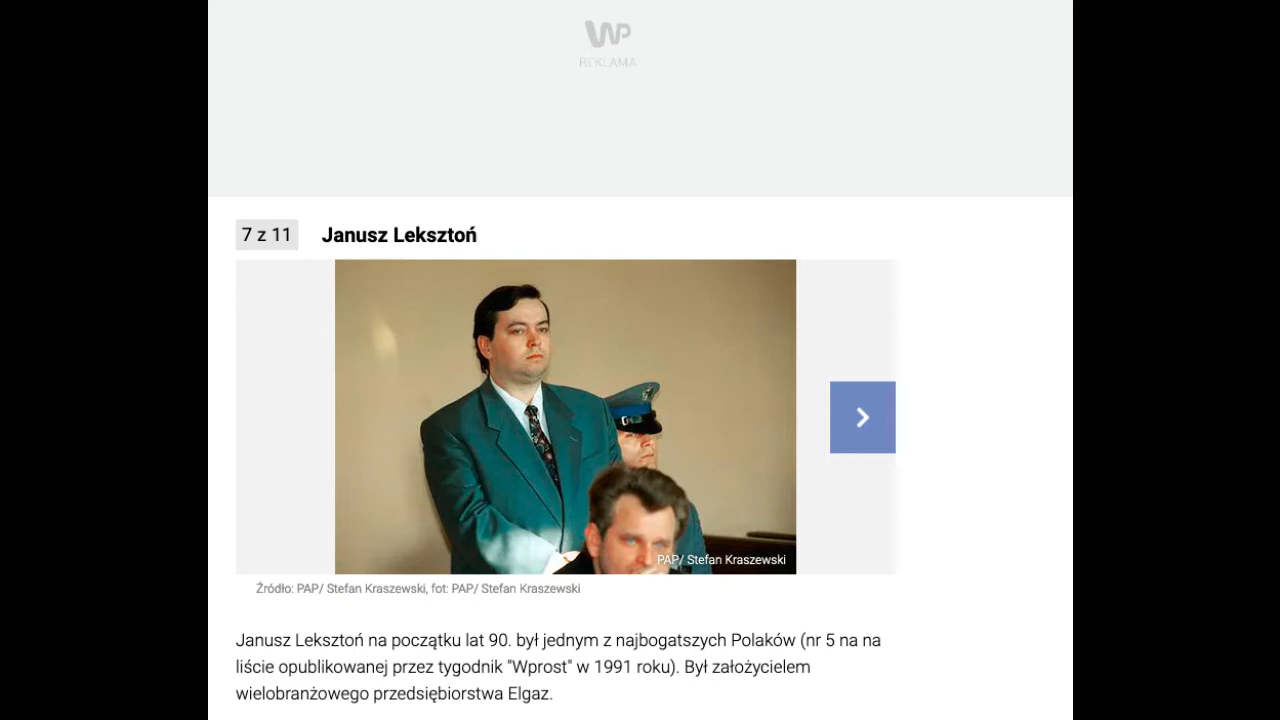 WP
REKLAMA
7 z 11
Janusz Leksztoń
PAP/ Stefan Kraszewski
Źródło: PAP/ Stefan Kraszewski, fot: PAP/ Stefan Kraszewski
Janusz Leksztoń na początku lat 90. był jednym z najbogatszych Polaków (nr 5 na na
liście opublikowanej przez tygodnik "Wprost" w 1991 roku). Był założycielem
wielobranżowego przedsiębiorstwa Elgaz.